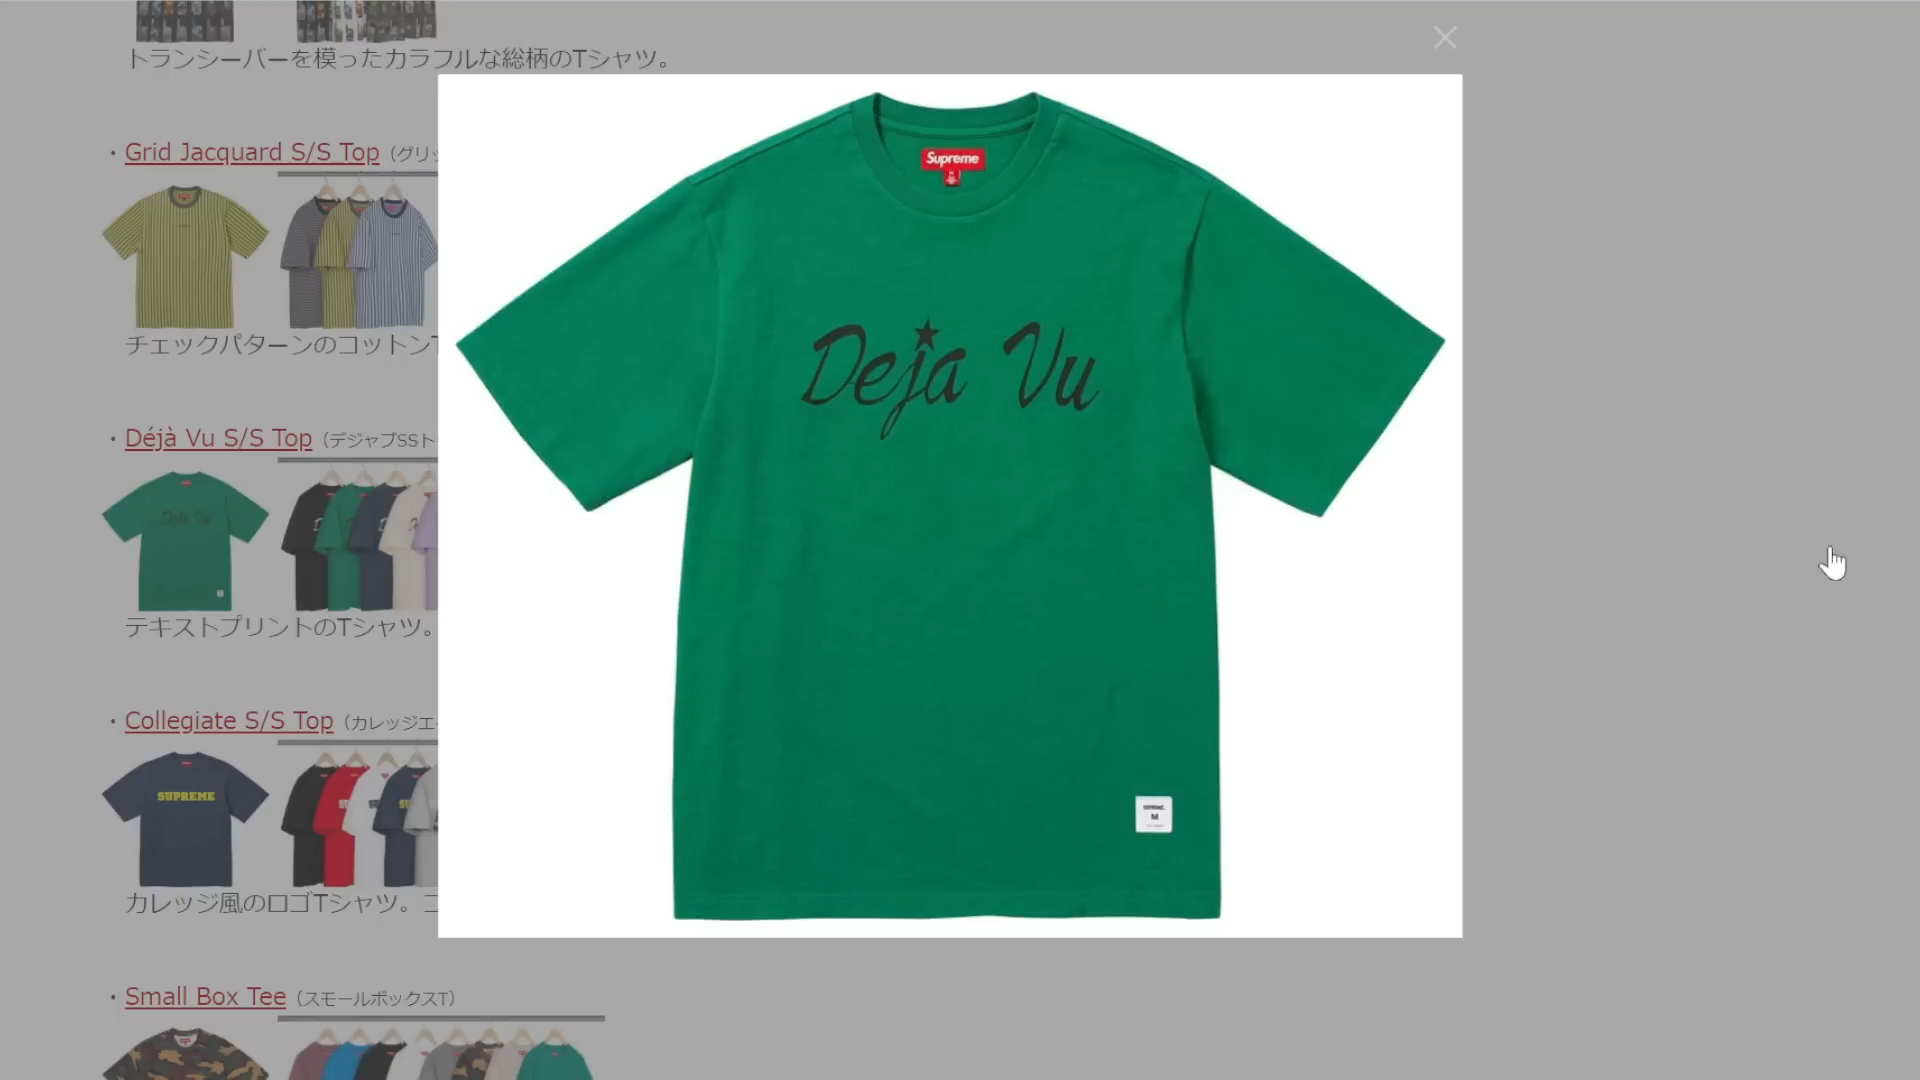 トランシーバーを模ったカラフルな総柄のTシャツ。
・Grid Jacquard S/S Top（グリッ
チェックパターンのコットンT
・Déjà Vu S/S Top（デジャブSSト
テキストプリントのTシャツ。
・Collegiate S/S Top（カレッジエ
SUPREME
カレッジ風のロゴTシャツ。コ
・Small Box Tee（スモールボックスT）
Supreme
M
Deja Vu
SUPREME.
M